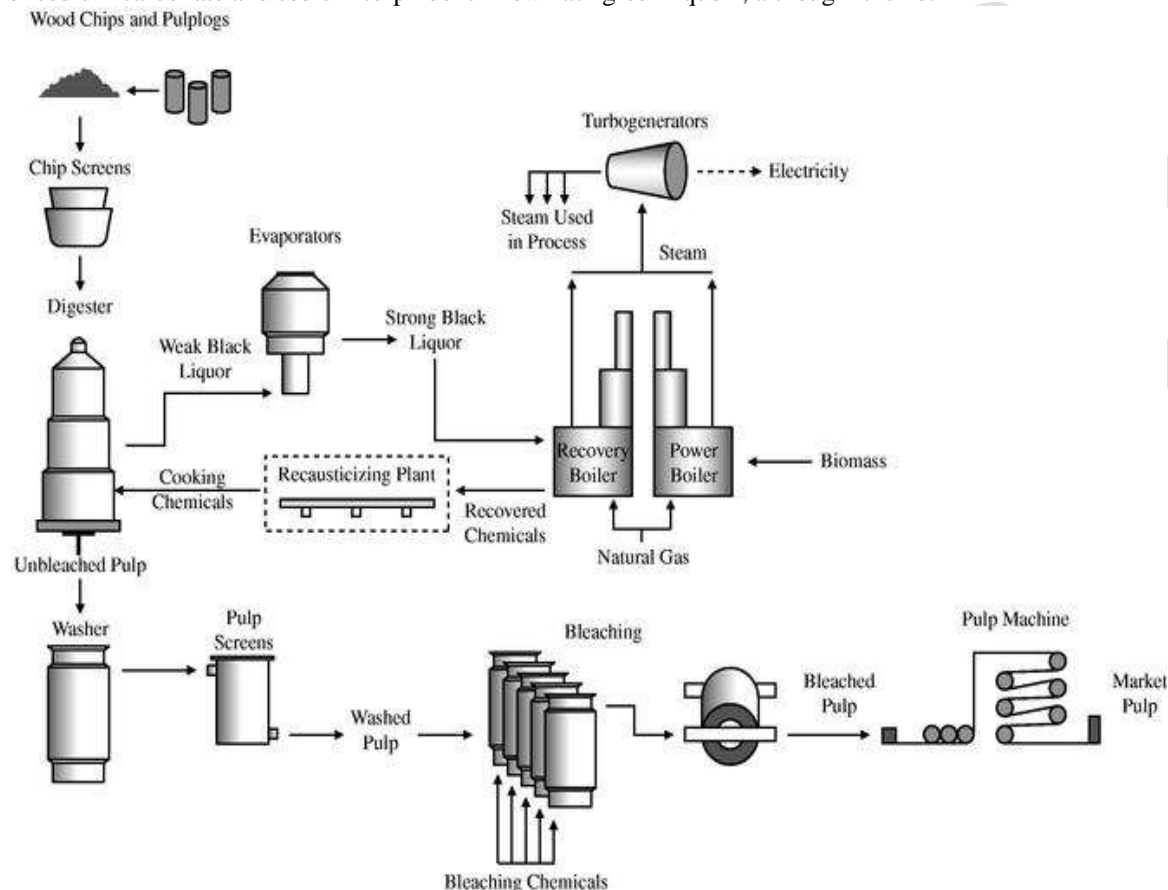 Wood Chips and Pulplogs
Chip Screens
Digester
Evaporators
Weak Black
Liquor
Strong Black
Liquor
Turbogenerators
Electricity
Steam Used
in Process
Steam
Recovery
Boiler
Power
Boiler
Biomass
Natural Gas
Recovered
Chemicals
Recausticizing Plant
Cooking
Chemicals
Unbleached Pulp
Washer
Pulp
Screens
Washed
Pulp
Bleaching
Bleaching Chemicals
Bleached
Pulp
Pulp Machine
Market
Pulp